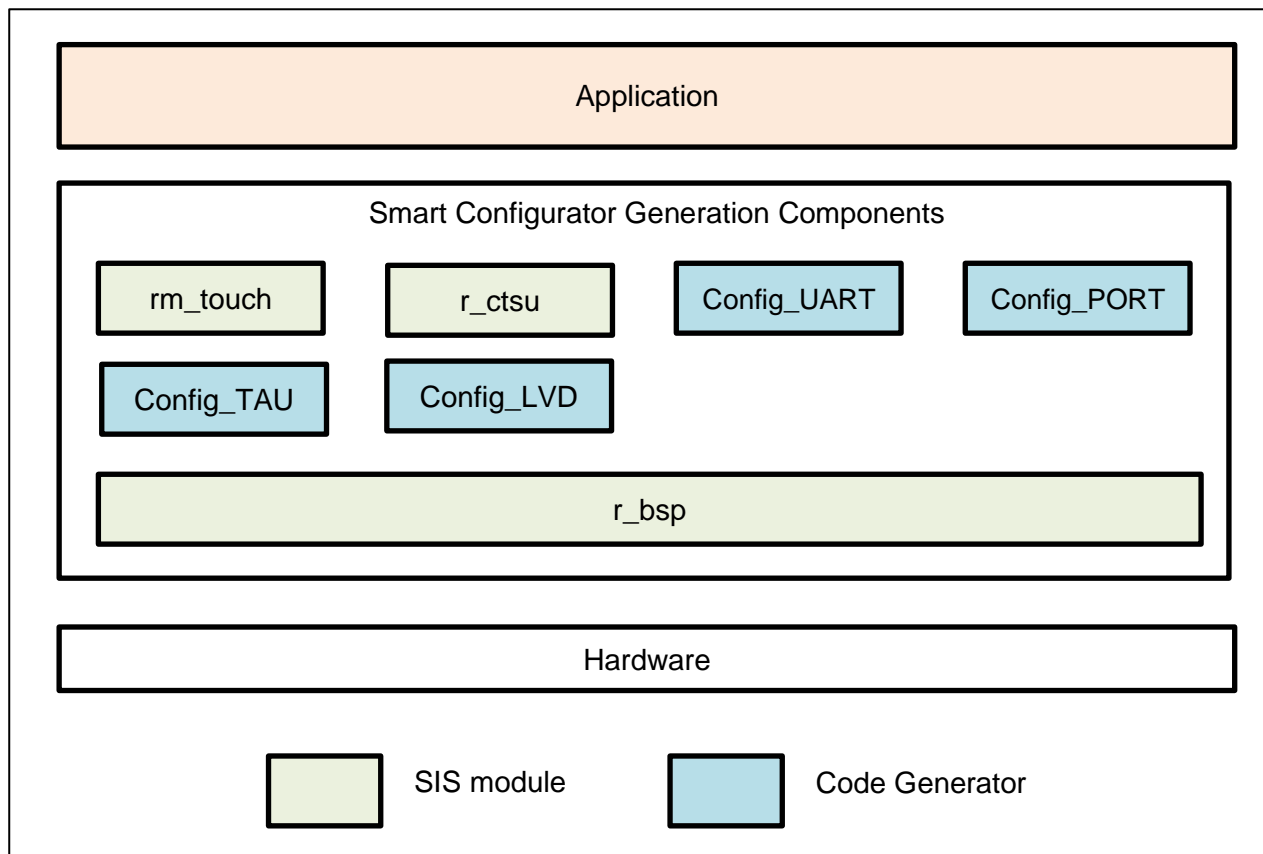 Application
Smart Configurator Generation Components
rm_touch
r_ctsu
Config_UART
Config_PORT
Config_TAU
Config_LVD
r_bsp
Hardware
SIS module
Code Generator